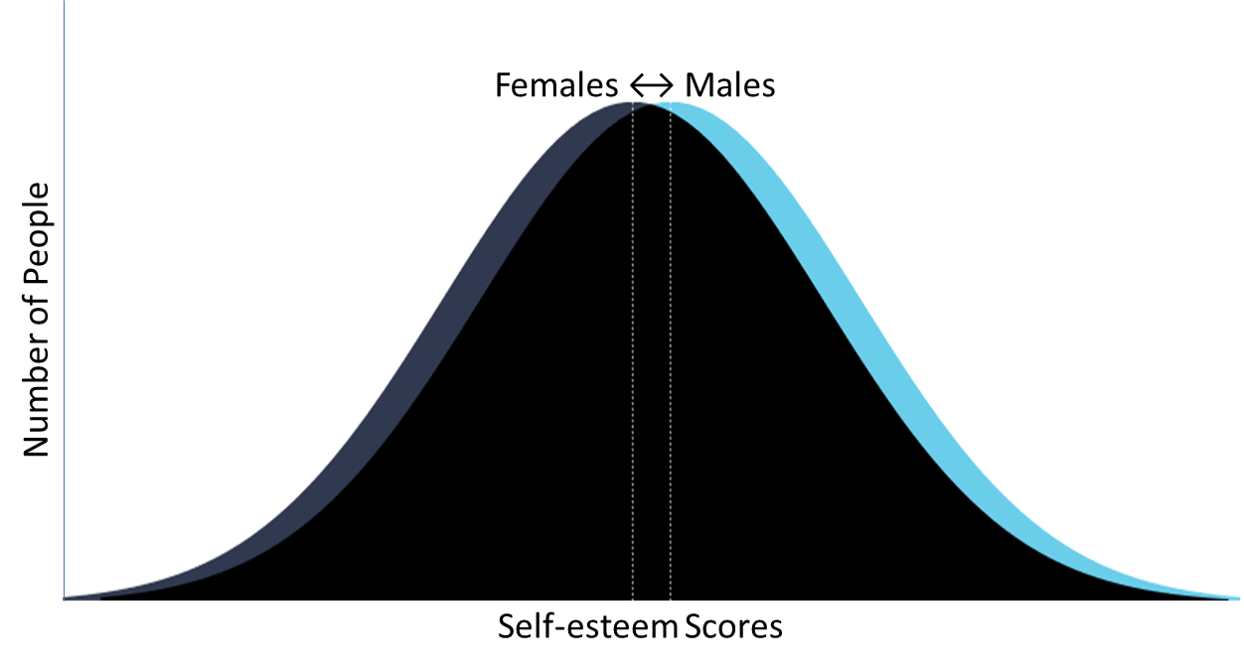 Females ↔ Males
Number of People
Self-esteem Scores